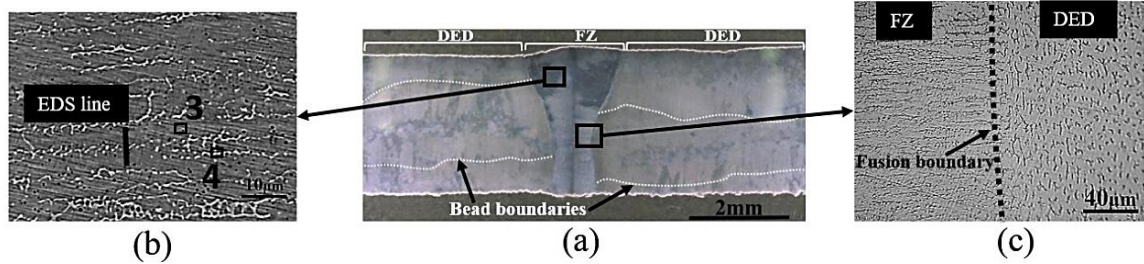 EDS line
3
4
10μm
(b)
DED
FZ
DED
Bead boundaries
2mm
(a)
FZ
DED
Fusion boundary
40μm
(c)